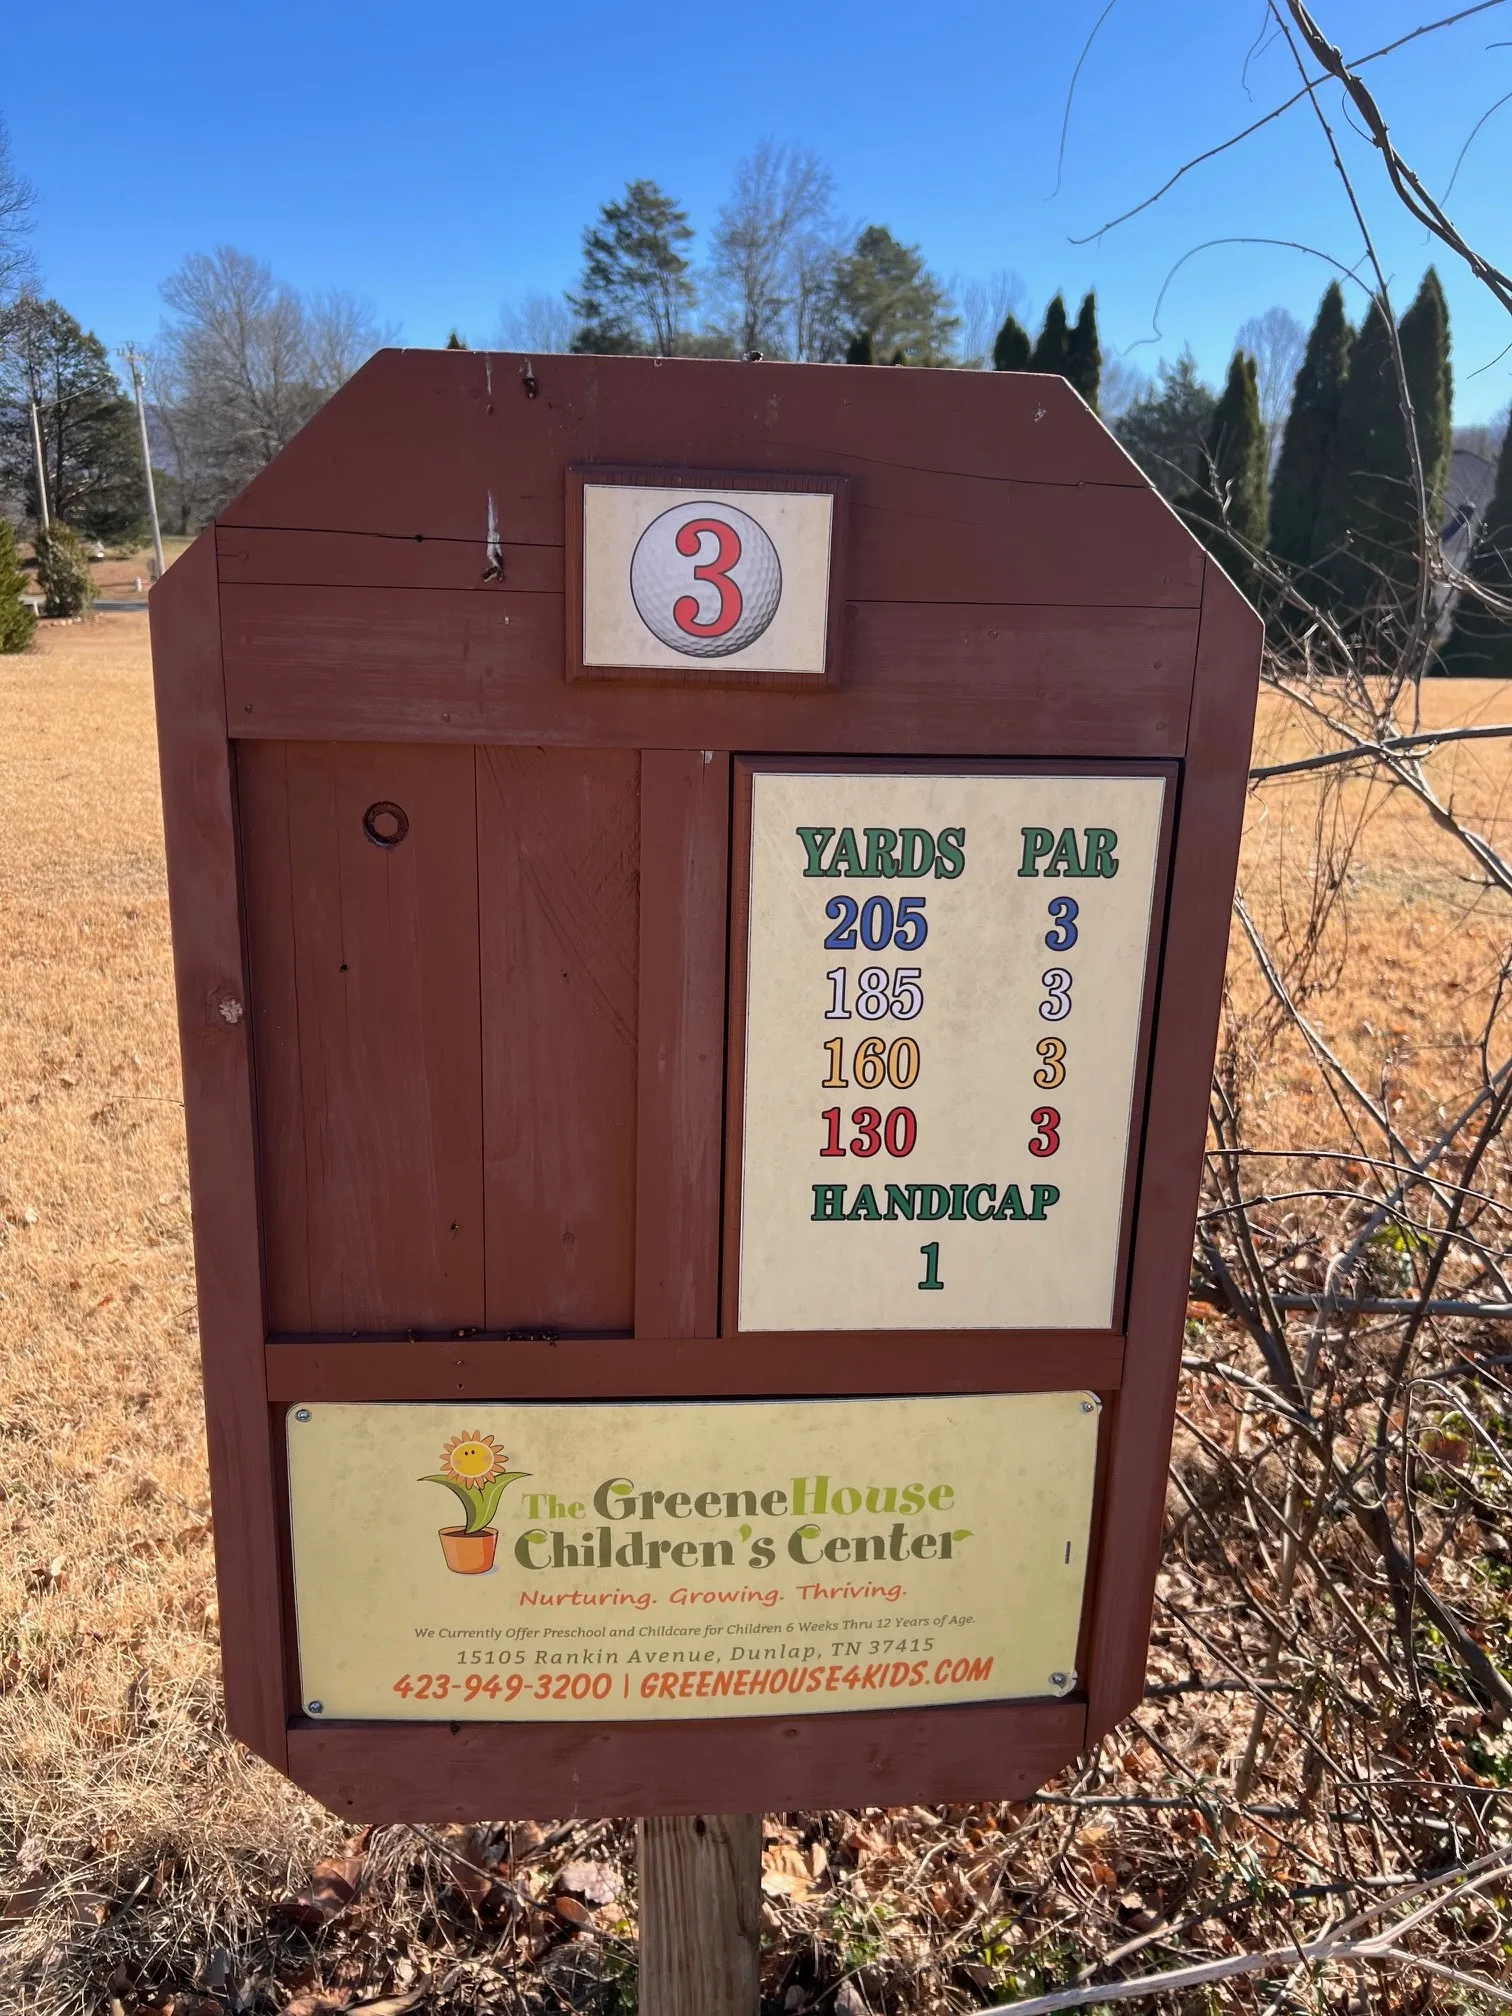 3
YARDS PAR
205 3
185 3
160 3
130 3
HANDICAP
1
The GreeneHouse
Children's Center
Nurturing. Growing. Thriving.
We Currently Offer Preschool and Childcare for Children 6 Weeks Thru 12 Years of Age.
15105 Rankin Avenue, Dunlap, TN 37415
423-949-3200 | GREENEHOUSE4KIDS.COM